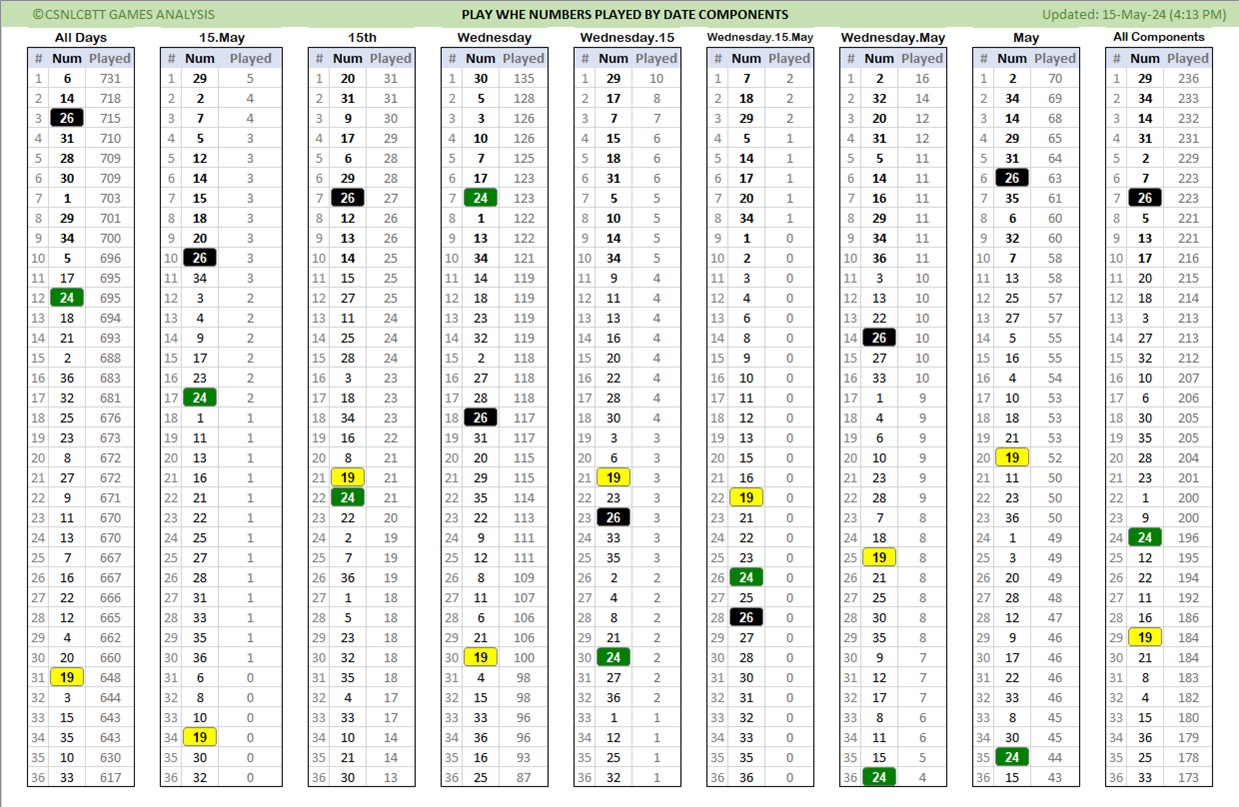 ©CSNLCBTT GAMES ANALYSIS PLAY WHE NUMBERS PLAYED BY DATE COMPONENTS Updated: 15-May-24 (4:13 PM)
All Days 15.May 15th Wednesday Wednesday.15 Wednesday.15.May Wednesday.May May All Components
# Num Played # Num Played # Num Played # Num Played # Num Played # Num Played # Num Played # Num Played # Num Played
1 6 731 1 29 5 1 20 31 1 30 135 1 29 10 1 7 2 1 2 16 1 2 70 1 29 236
2 14 718 2 2 4 2 31 31 2 5 128 2 17 8 2 18 2 2 32 14 2 34 69 2 34 233
3 26 715 3 7 4 3 9 30 3 3 126 3 7 7 3 29 2 3 20 12 3 14 68 3 14 232
4 31 710 4 5 3 4 17 29 4 10 126 4 15 6 4 5 1 4 31 12 4 29 65 4 31 231
5 28 709 5 12 3 5 6 28 5 7 125 5 18 6 5 14 1 5 5 11 5 31 64 5 2 229
6 30 709 6 14 3 6 29 28 6 17 123 6 31 6 6 17 1 6 14 11 6 26 63 6 7 223
7 1 703 7 15 3 7 26 27 7 24 123 7 5 5 7 20 1 7 16 11 7 35 61 7 26 223
8 29 701 8 18 3 8 12 26 8 1 122 8 10 5 8 34 1 8 29 11 8 6 60 8 5 221
9 34 700 9 20 3 9 13 26 9 13 122 9 14 5 9 1 0 9 34 11 9 32 60 9 13 221
10 5 696 10 26 3 10 14 25 10 34 121 10 34 5 10 2 0 10 36 11 10 7 58 10 17 216
11 17 695 11 34 3 11 15 25 11 14 119 11 9 4 11 3 0 11 3 10 11 13 58 11 20 215
12 24 695 12 3 2 12 27 25 12 18 119 12 11 4 12 4 0 12 13 10 12 25 57 12 18 214
13 18 694 13 4 2 13 11 24 13 23 119 13 13 4 13 6 0 13 22 10 13 27 57 13 3 213
14 21 693 14 9 2 14 25 24 14 32 119 14 16 4 14 8 0 14 26 10 14 5 55 14 27 213
15 2 688 15 17 2 15 28 24 15 2 118 15 20 4 15 9 0 15 27 10 15 16 55 15 32 212
16 36 683 16 23 2 16 3 23 16 27 118 16 22 4 16 10 0 16 33 10 16 4 54 16 10 207
17 32 681 17 24 2 17 18 23 17 28 118 17 28 4 17 11 0 17 1 9 17 10 53 17 6 206
18 25 676 18 1 1 18 34 23 18 26 117 18 30 4 18 12 0 18 4 9 18 18 53 18 30 205
19 23 673 19 11 1 19 16 22 19 31 117 19 3 3 19 13 0 19 6 9 19 21 53 19 35 205
20 8 672 20 13 1 20 8 21 20 20 115 20 6 3 20 15 0 20 10 9 20 19 52 20 28 204
21 27 672 21 16 1 21 19 21 21 29 115 21 19 3 21 16 0 21 23 9 21 11 50 21 23 201
22 9 671 22 21 1 22 24 21 22 35 114 22 23 3 22 19 0 22 28 9 22 23 50 22 1 200
23 11 670 23 22 1 23 22 20 23 22 113 23 26 3 23 21 0 23 7 8 23 36 50 23 9 200
24 13 670 24 25 1 24 2 19 24 9 111 24 33 3 24 22 0 24 18 8 24 1 49 24 24 196
25 7 667 25 27 1 25 7 19 25 12 111 25 35 3 25 23 0 25 19 8 25 3 49 25 12 195
26 16 667 26 28 1 26 36 19 26 8 109 26 2 2 26 24 0 26 21 8 26 20 49 26 22 194
27 22 666 27 31 1 27 1 18 27 11 107 27 4 2 27 25 0 27 25 8 27 28 48 27 11 192
28 12 665 28 33 1 28 5 18 28 6 106 28 8 2 28 26 0 28 30 8 28 12 47 28 16 186
29 4 662 29 35 1 29 23 18 29 21 106 29 21 2 29 27 0 29 35 8 29 9 46 29 19 184
30 20 660 30 36 1 30 32 18 30 19 100 30 24 2 30 28 0 30 9 7 30 17 46 30 21 184
31 19 648 31 6 0 31 35 18 31 4 98 31 27 2 31 30 0 31 12 7 31 22 46 31 8 183
32 3 644 32 8 0 32 4 17 32 15 98 32 36 2 32 31 0 32 17 7 32 33 46 32 4 182
33 15 643 33 10 0 33 33 17 33 33 96 33 1 1 33 32 0 33 8 6 33 8 45 33 15 180
34 35 643 34 19 0 34 10 14 34 36 96 34 12 1 34 33 0 34 11 6 34 30 45 34 36 179
35 10 630 35 30 0 35 21 14 35 16 93 35 25 1 35 35 0 35 15 5 35 24 44 35 25 178
36 33 617 36 32 0 36 30 13 36 25 87 36 32 1 36 36 0 36 24 4 36 15 43 36 33 173